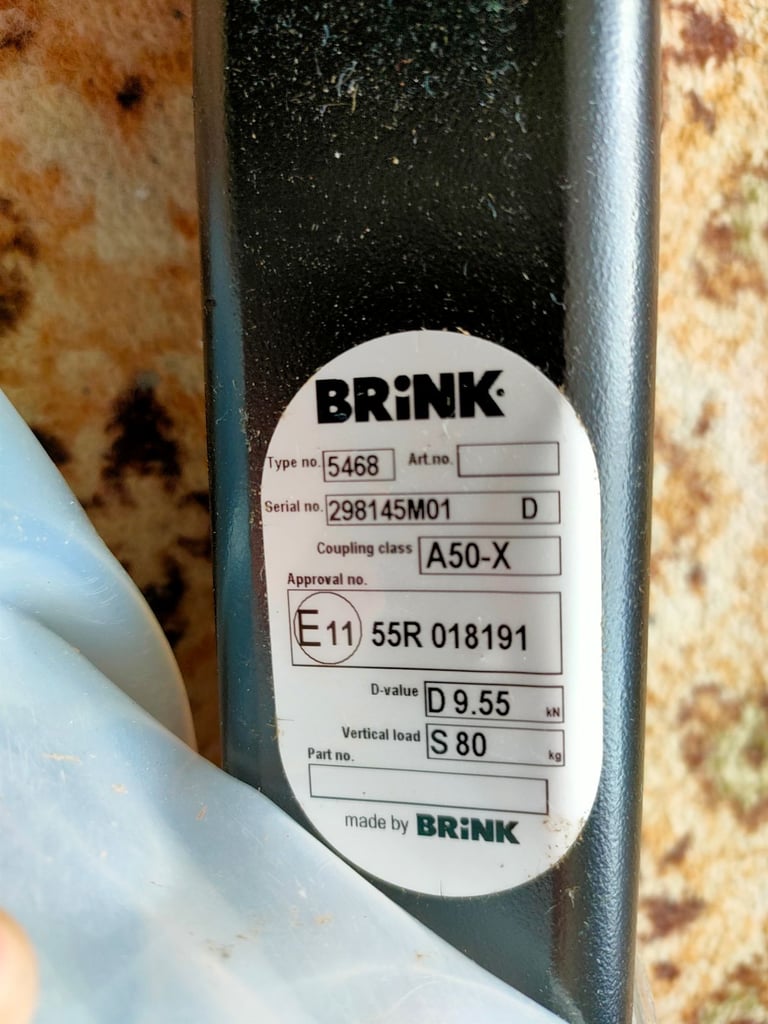 BRiNK
Type no. 5468 Art.no.
Serial no. 298145M01 D
Coupling class A50-X
Approval no.
E11 55R 018191
D-value D 9.55 kN
Vertical load S 80 kg
Part no.
made by BRiNK